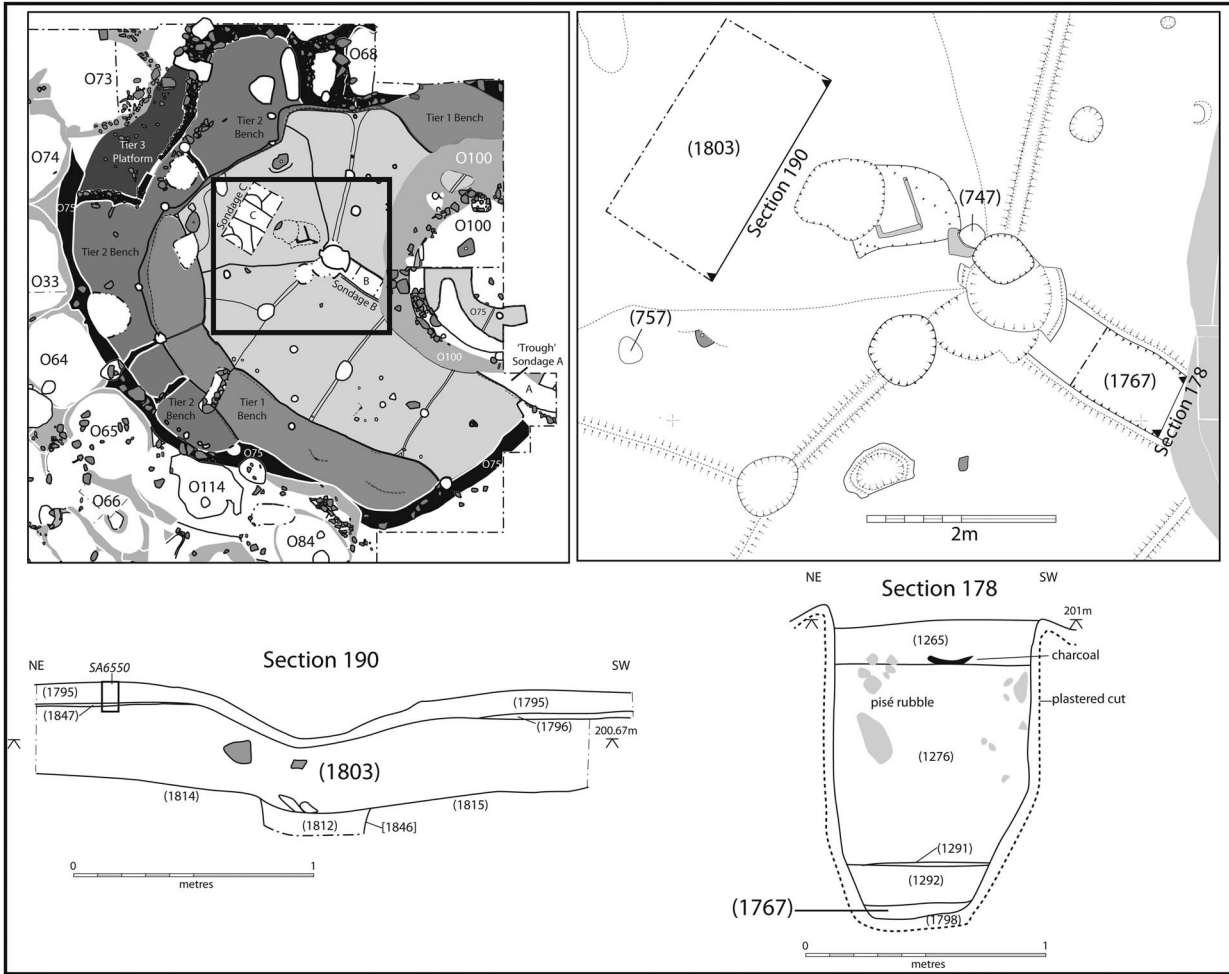 O73
O68
Tier 2
Bench
Tier 1 Bench
Tier 3
Platform
O74
O100
O75
Sondage C
C
O100
Tier 2 Bench
O33
B
Sondage B
O75
O100
'Trough'
Sondage A
O64
A
Tier 2
Bench
Tier 1
Bench
O65
O75
O75
O114
O66
O84
(1803)
Section 190
(747)
(757)
(1767)
Section 178
2m
Section 190
NE
SA6550
SW
(1795)
(1847)
(1795)
(1796)
200.67m
(1803)
(1814)
(1815)
(1812)
[1846]
0
1
metres
NE
Section 178
SW
201m
(1265)
charcoal
pisé rubble
plastered cut
(1276)
(1291)
(1292)
(1767)
(1798)
0
1
metres